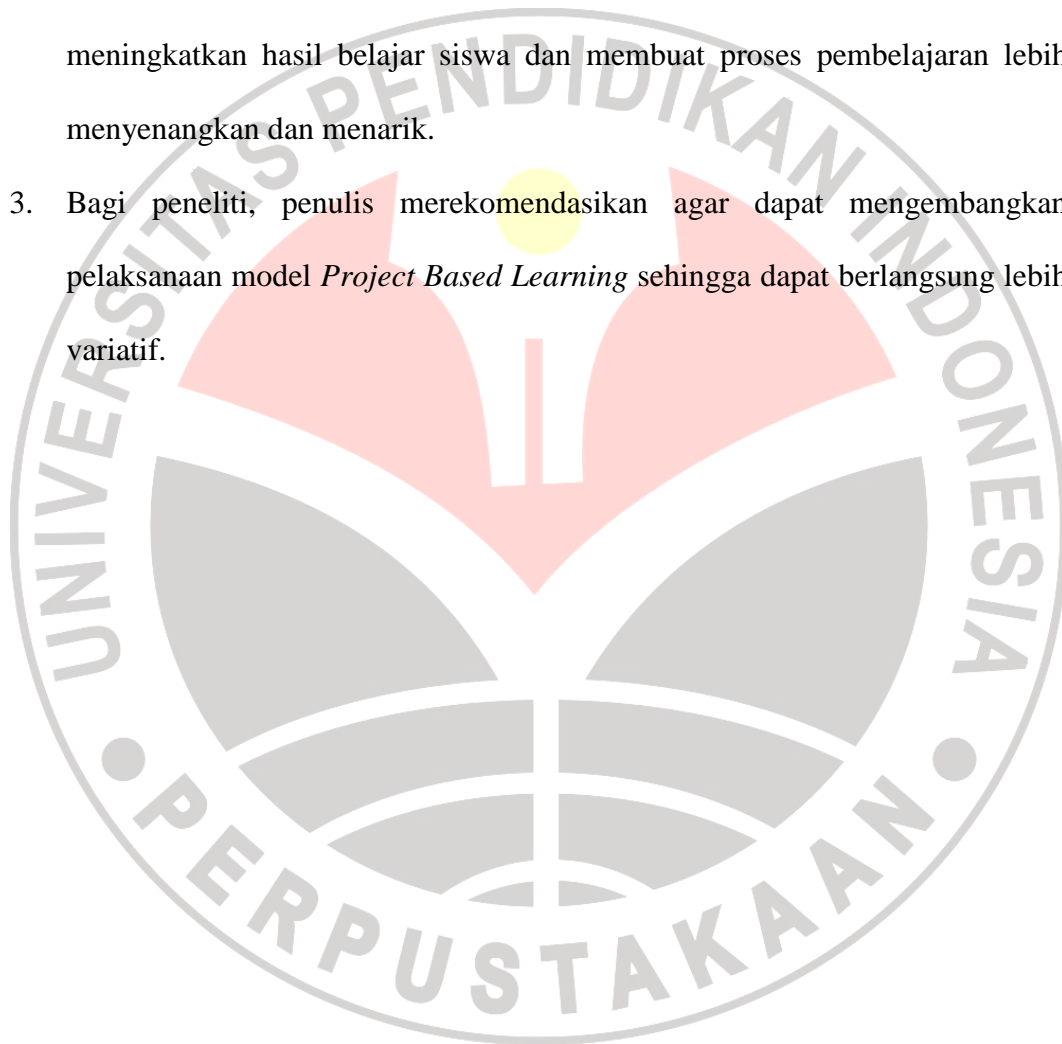 meningkatkan hasil belajar siswa dan membuat proses pembelajaran lebih
menyenangkan dan menarik.
3. Bagi peneliti, penulis merekomendasikan agar dapat mengembangkan
pelaksanaan model Project Based Learning sehingga dapat berlangsung lebih
variatif.
UNIVERSITAS PENDIDIKAN INDONESIA
PERPUSTAKAAN